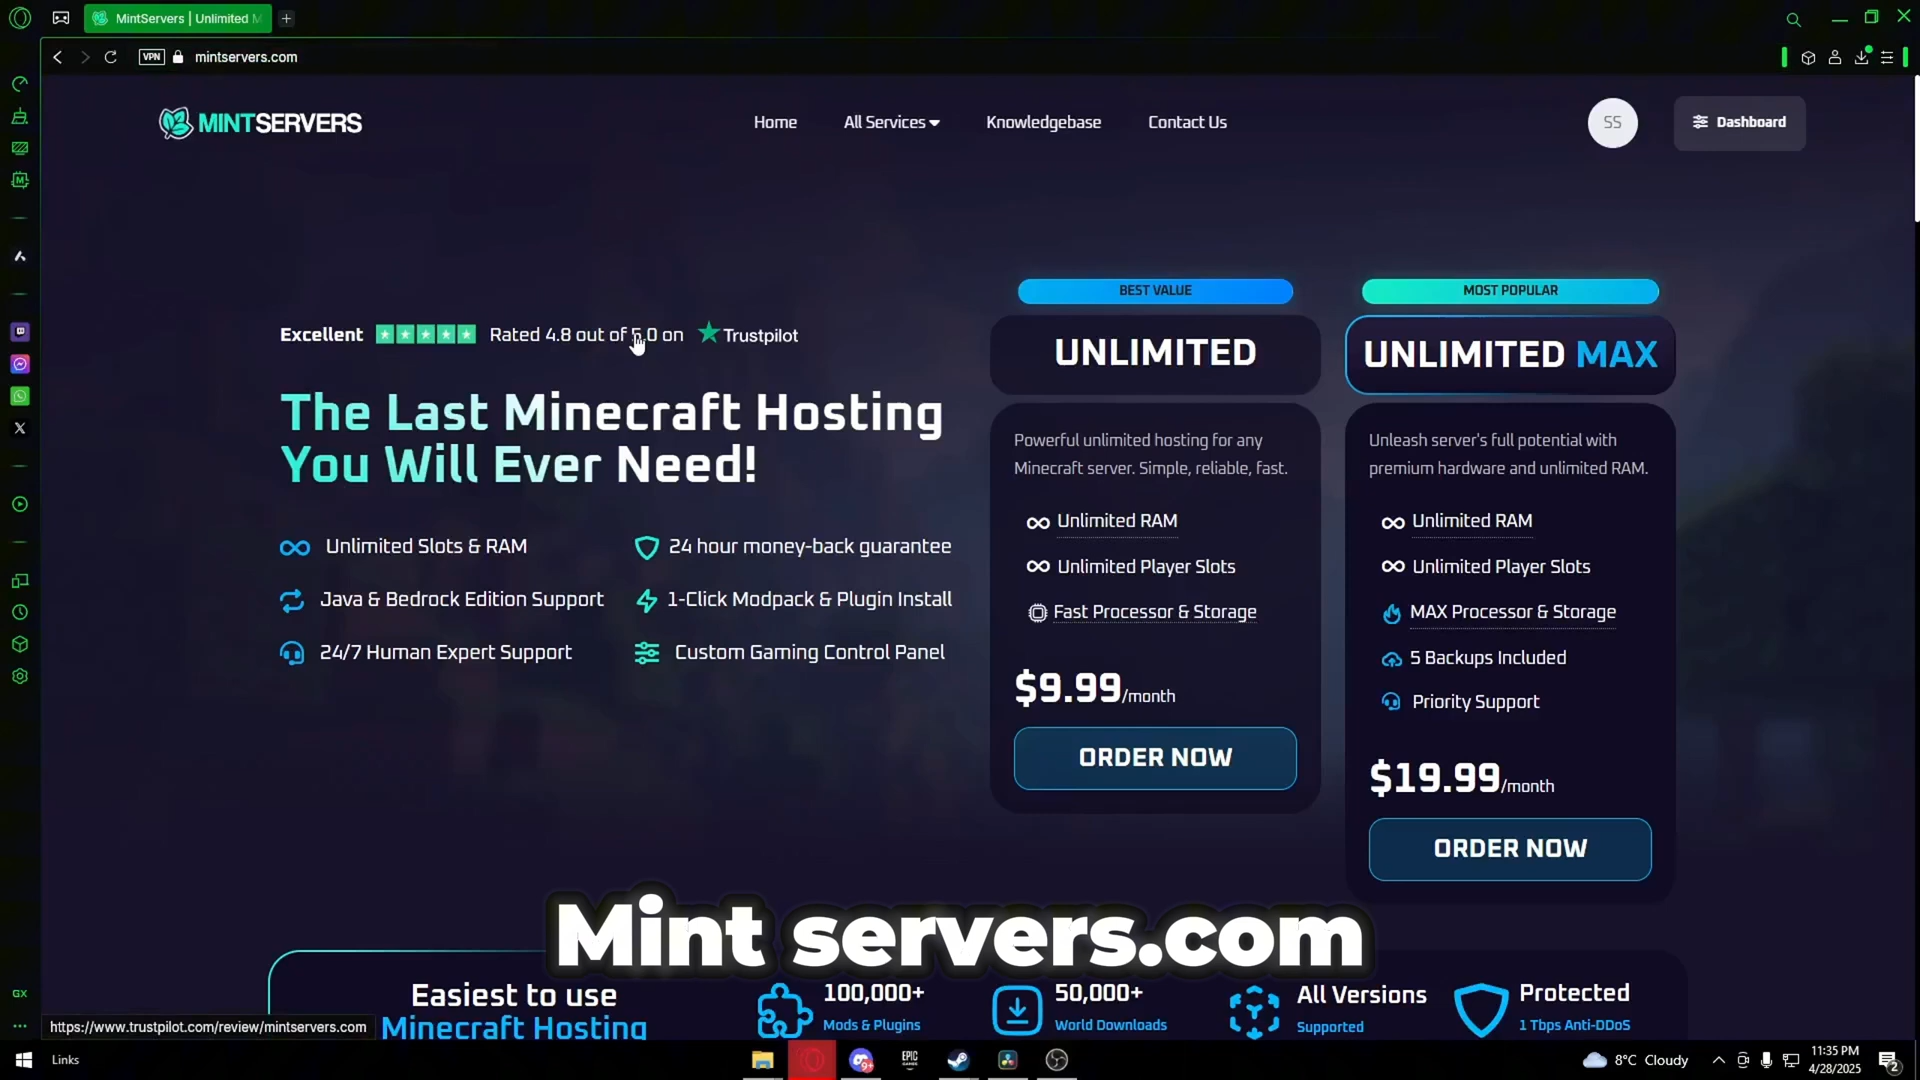 MintServers | Unlimited M
VPN
mintservers.com
MINTSERVERS
Home
All Services
Knowledgebase
Contact Us
SS
Dashboard
Excellent
Rated 4.8 out of 5.0 on
Trustpilot
The Last Minecraft Hosting
You Will Ever Need!
Unlimited Slots & RAM
24 hour money-back guarantee
Java & Bedrock Edition Support
1-Click Modpack & Plugin Install
24/7 Human Expert Support
Custom Gaming Control Panel
BEST VALUE
UNLIMITED
Powerful unlimited hosting for any
Minecraft server. Simple, reliable, fast.
Unlimited RAM
Unlimited Player Slots
Fast Processor & Storage
$9.99/month
ORDER NOW
MOST POPULAR
UNLIMITED MAX
Unleash server's full potential with
premium hardware and unlimited RAM.
Unlimited RAM
Unlimited Player Slots
MAX Processor & Storage
5 Backups Included
Priority Support
$19.99/month
ORDER NOW
Mint servers.com
Easiest to use
Minecraft Hosting
100,000+
Mods & Plugins
50,000+
World Downloads
All Versions
Supported
Protected
1 Tbps Anti-DDoS
GX
https://www.trustpilot.com/review/mintservers.com
Links
EPIC
9+
8°C Cloudy
11:35 PM
4/28/2025
2